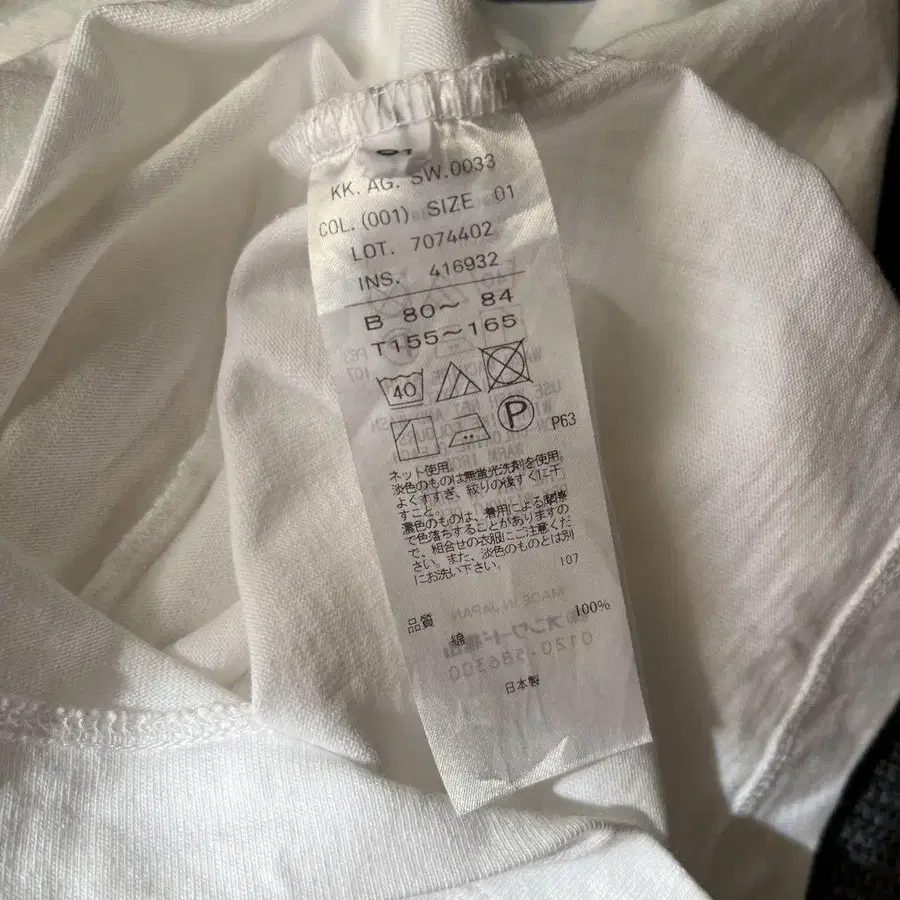 KK. AG. SW.0033
COL. (001) SIZE 01
LOT. 7074402
INS. 416932
B 80〜 84
T155〜165
40
P
P63
ネット使用。
淡色のものは無蛍光洗剤を使用。
よくすすぎ、絞りの後すぐに干
すこと。
濃色のものは、着用による摩擦
で色落ちすることがありますの
で、組合せの衣服にご注意くだ
さい。また、淡色のものとは別
にお洗い下さい。
107
品質 綿 100%
日本製
MADE IN JAPAN
0120-586300